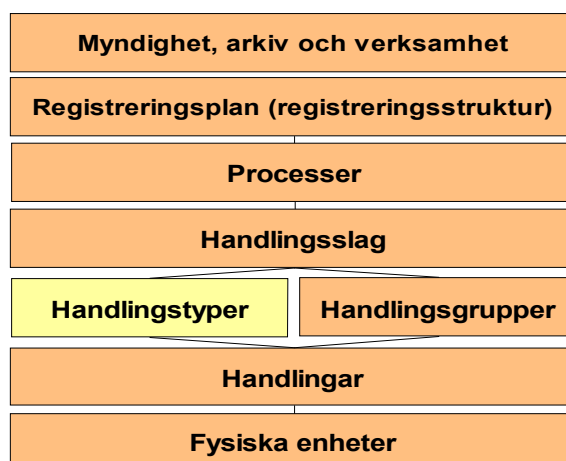 Myndighet, arkiv och verksamhet
Registreringsplan (registreringsstruktur)
Processer
Handlingsslag
Handlingstyper
Handlingsgrupper
Handlingar
Fysiska enheter